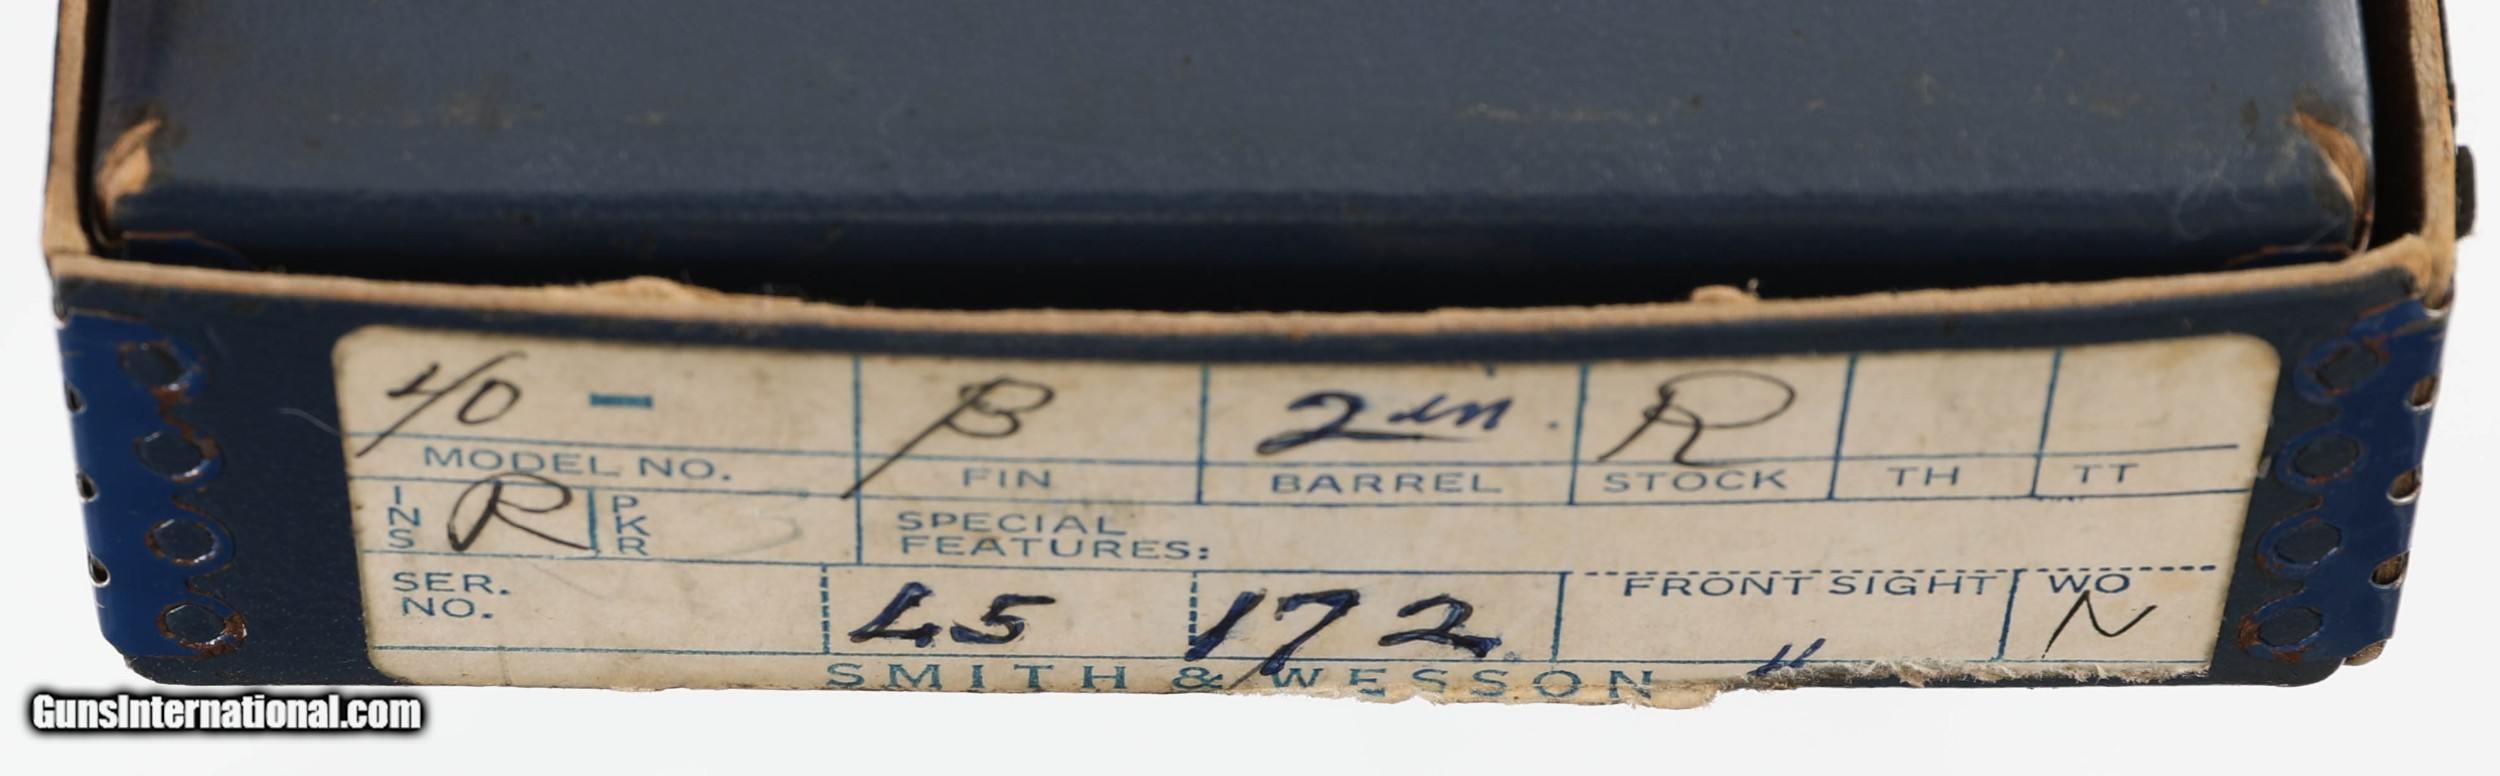 40 - B 2 in. R
MODEL NO. FIN BARREL STOCK TH TT
INS R PKR SPECIAL
FEATURES:
SER.
NO. L5 172 FRONT SIGHT WO
N
SMITH & WESSON
GunsInternational.com